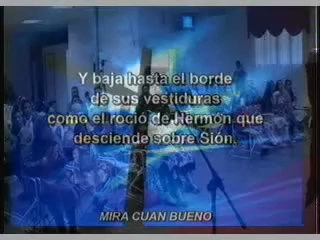 Y baja hasta el borde
de sus vestiduras
como el rocío de Hermón que
desciende sobre Sión.
MIRA CUAN BUENO